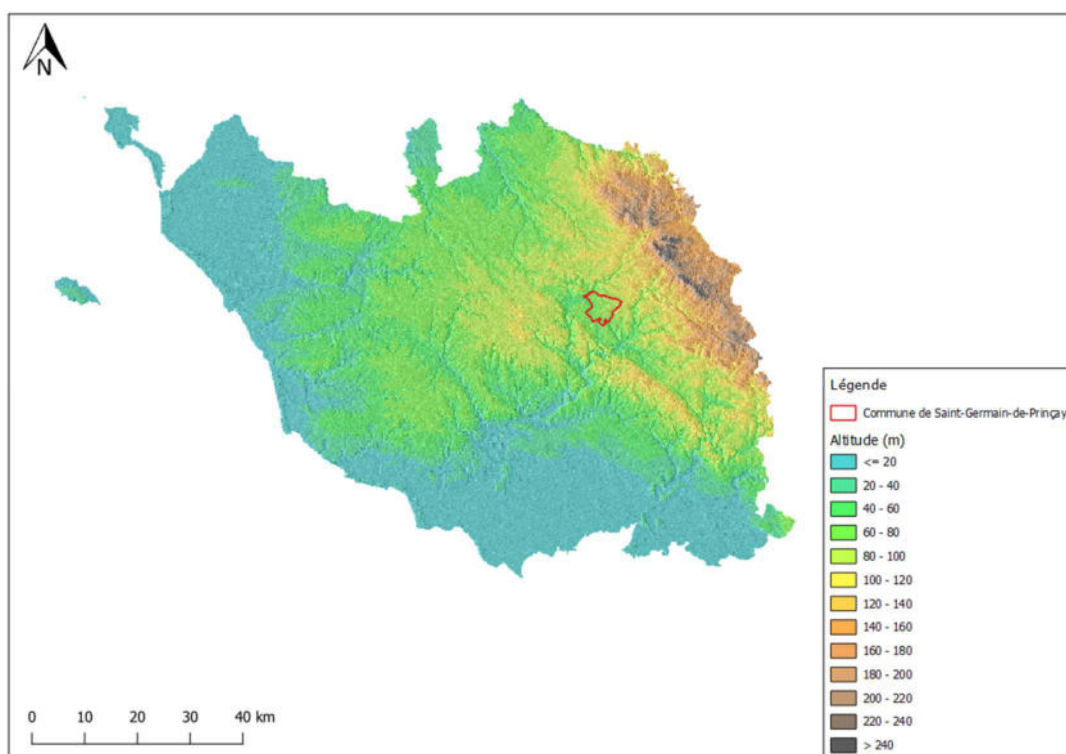 N
Légende
Commune de Saint-Germain-de-Prinçay
Altitude (m)
<= 20
20 - 40
40 - 60
60 - 80
80 - 100
100 - 120
120 - 140
140 - 160
160 - 180
180 - 200
200 - 220
220 - 240
> 240
0 10 20 30 40 km